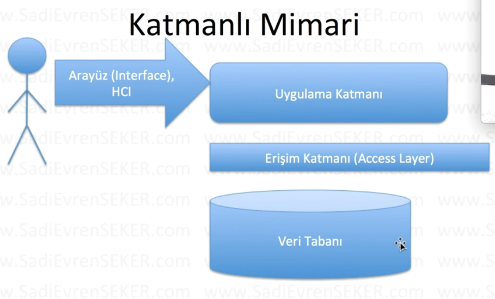 Katmanlı Mimari
Arayüz (Interface),
HCI
Uygulama Katmanı
Erişim Katmanı (Access Layer)
Veri Tabanı
www.SadiEvrenSEKER.com